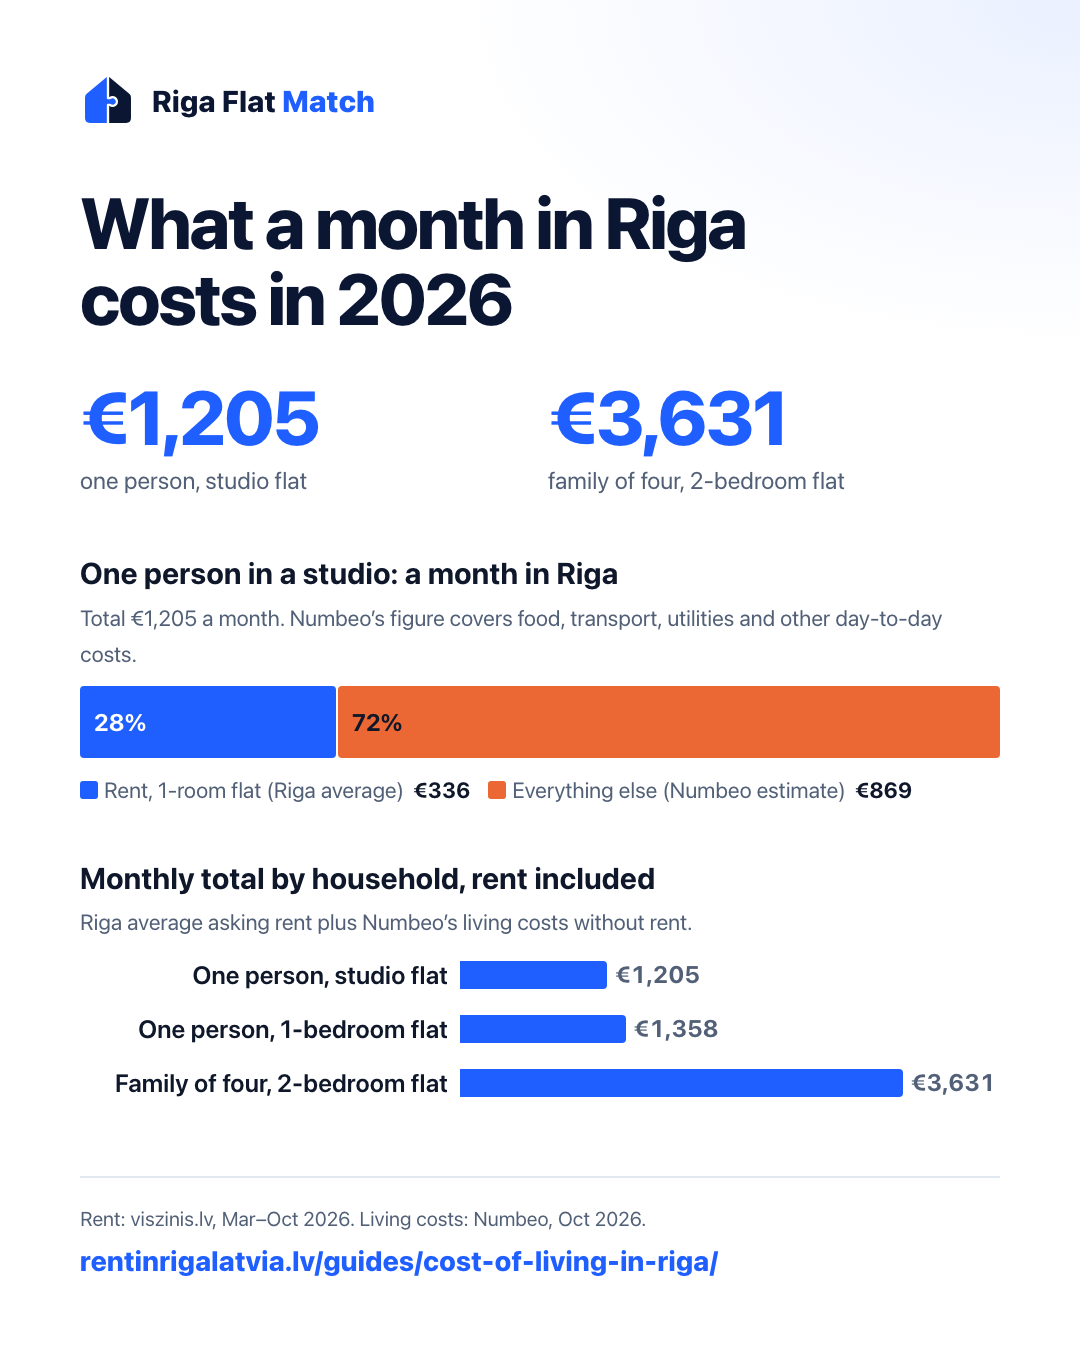 Riga Flat Match
What a month in Riga
costs in 2026
€1,205
one person, studio flat
€3,631
family of four, 2-bedroom flat
One person in a studio: a month in Riga
Total €1,205 a month. Numbeo’s figure covers food, transport, utilities and other day-to-day
costs.
28%
72%
Rent, 1-room flat (Riga average) €336
Everything else (Numbeo estimate) €869
Monthly total by household, rent included
Riga average asking rent plus Numbeo’s living costs without rent.
One person, studio flat €1,205
One person, 1-bedroom flat €1,358
Family of four, 2-bedroom flat €3,631
Rent: viszinis.lv, Mar–Oct 2026. Living costs: Numbeo, Oct 2026.
rentinrigalatvia.lv/guides/cost-of-living-in-riga/